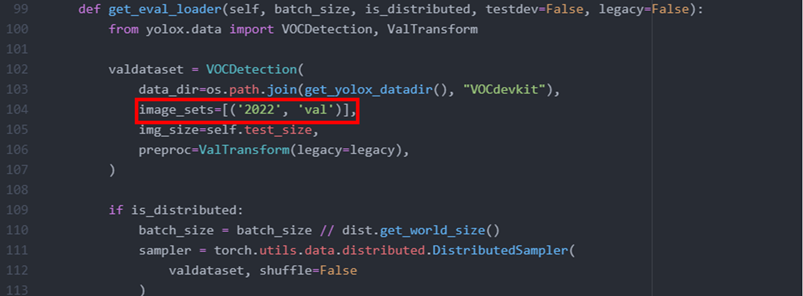 99 def get_eval_loader(self, batch_size, is_distributed, testdev=False, legacy=False):
100 from yolox.data import VOCDetection, ValTransform
101
102 valdataset = VOCDetection(
103 data_dir=os.path.join(get_yolox_datadir(), "VOCdevkit"),
104 image_sets=[('2022', 'val')],
105 img_size=self.test_size,
106 preproc=ValTransform(legacy=legacy),
107 )
108
109 if is_distributed:
110 batch_size = batch_size // dist.get_world_size()
111 sampler = torch.utils.data.distributed.DistributedSampler(
112 valdataset, shuffle=False
113 )